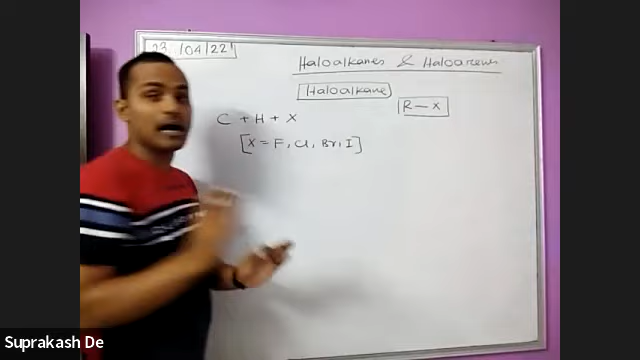 23/04/22
Haloalkanes & Haloarenes
Haloalkane
R — X
C + H + X
[X = F, Cl, Br, I]
Suprakash De